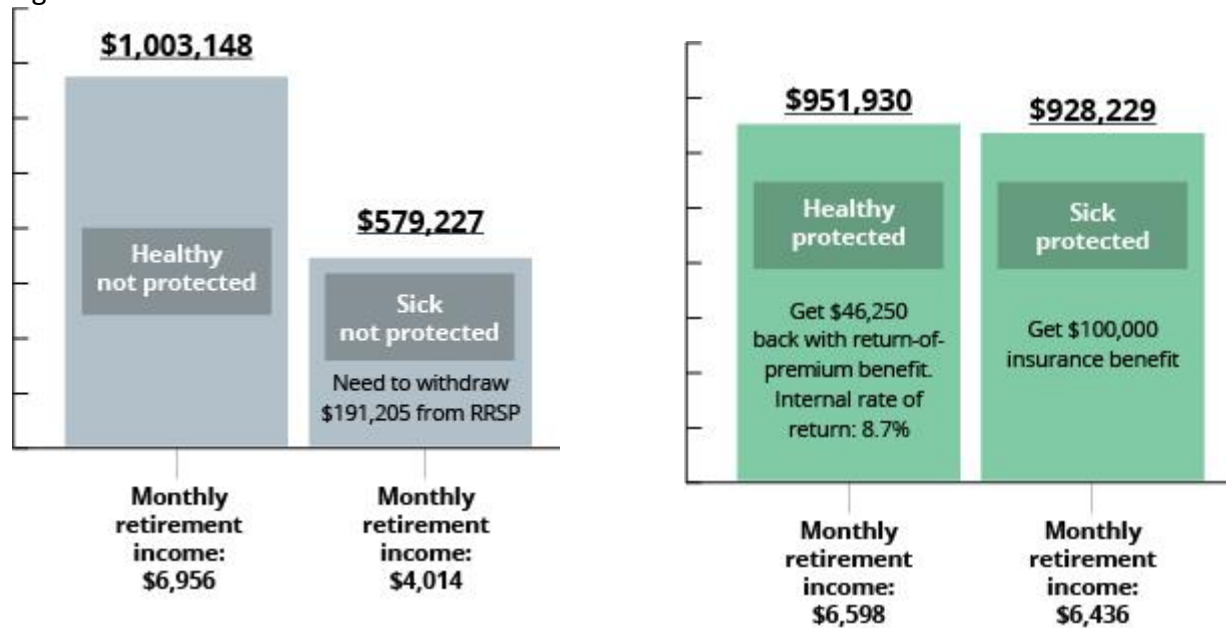 $1,003,148
Healthy
not protected
$579,227
Sick
not protected
Need to withdraw
$191,205 from RRSP
Monthly
retirement
income:
$6,956
Monthly
retirement
income:
$4,014
$951,930
Healthy
protected
Get $46,250
back with return-of-
premium benefit.
Internal rate of
return: 8.7%
$928,229
Sick
protected
Get $100,000
insurance benefit
Monthly
retirement
income:
$6,598
Monthly
retirement
income:
$6,436